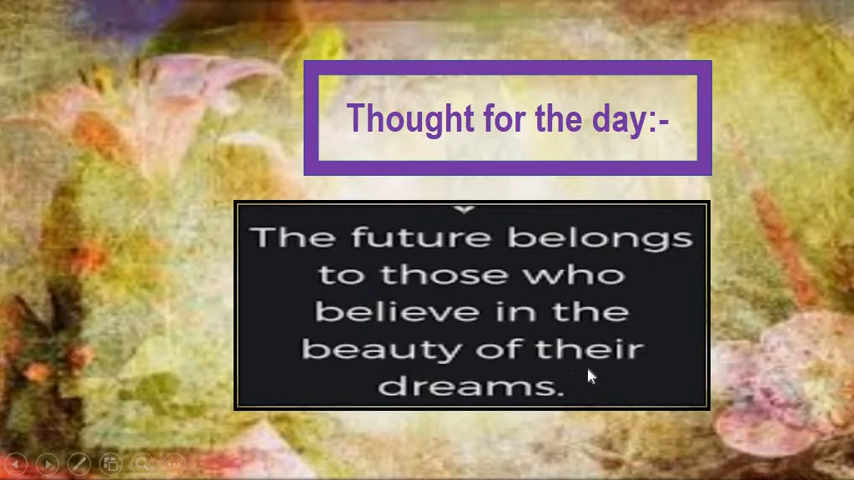 Thought for the day:-
The future belongs
to those who
believe in the
beauty of their
dreams.